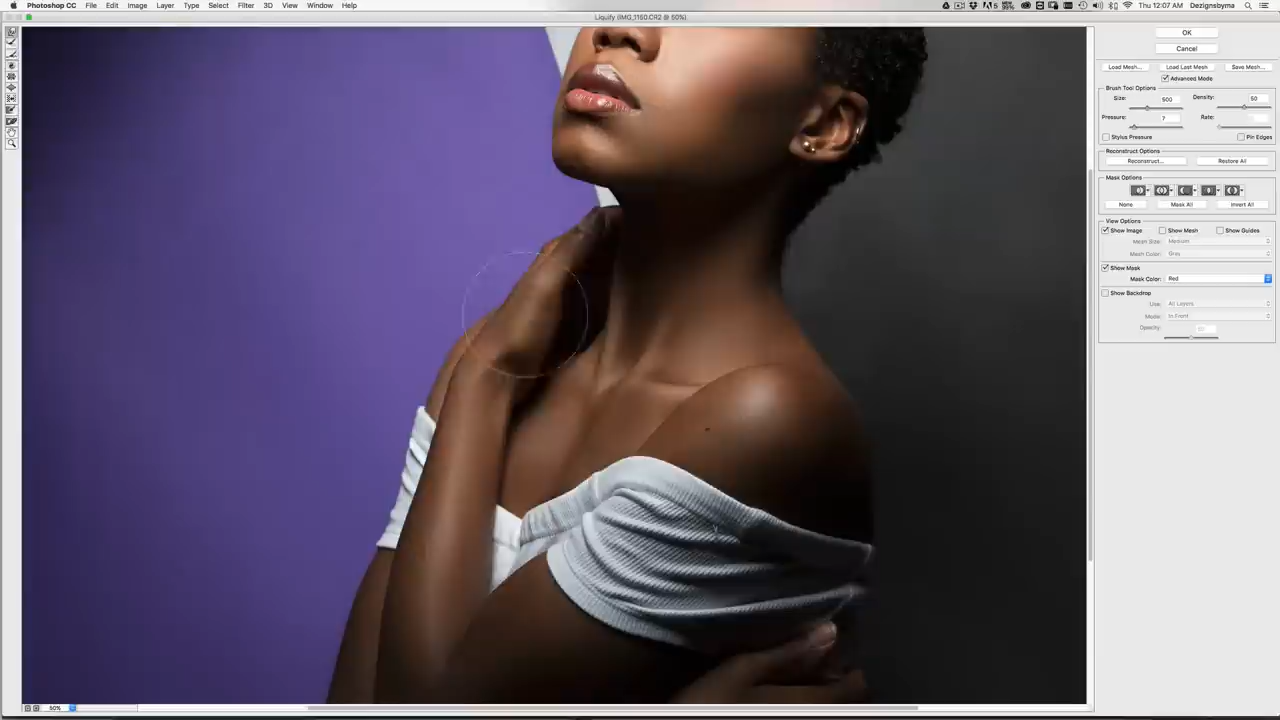 Photoshop CC File Edit Image Layer Type Select Filter 3D View Window Help Thu 12:07 AM Dezignsbyma
Liquify (IMG_1160.CR2 @ 50%)
OK
Cancel
Load Mesh... Load Last Mesh Save Mesh...
Advanced Mode
Brush Tool Options
Size: 500 Density: 50
Pressure: 7 Rate:
Stylus Pressure Pin Edges
Reconstruct Options
Reconstruct... Restore All
Mask Options
None Mask All Invert All
View Options
Show Image Show Mesh Show Guides
Mesh Size: Medium
Mesh Color: Gray
Show Mask
Mask Color: Red
Show Backdrop
Use: All Layers
Mode: In Front
Opacity:
50%